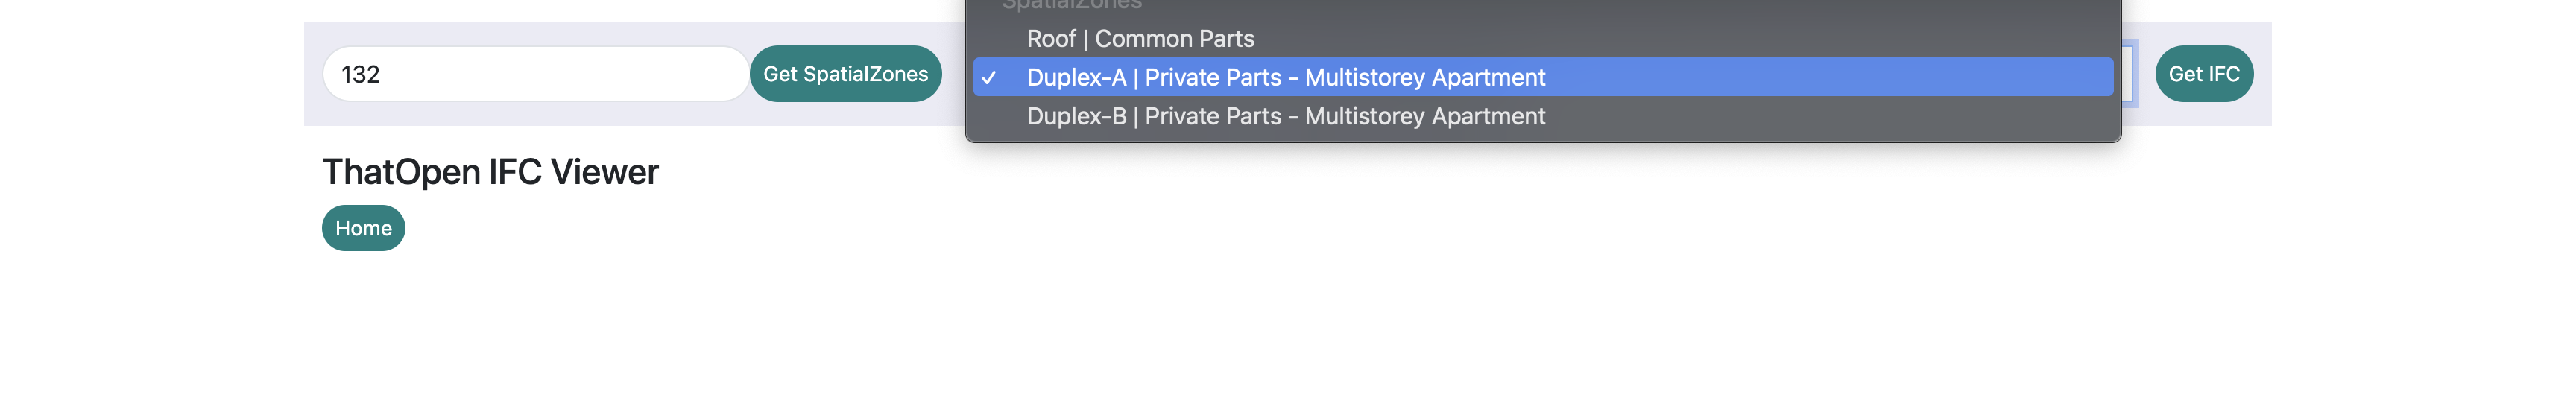 SpatialZones
Roof | Common Parts
132
Get SpatialZones
✓ Duplex-A | Private Parts - Multistorey Apartment
Get IFC
Duplex-B | Private Parts - Multistorey Apartment
ThatOpen IFC Viewer
Home